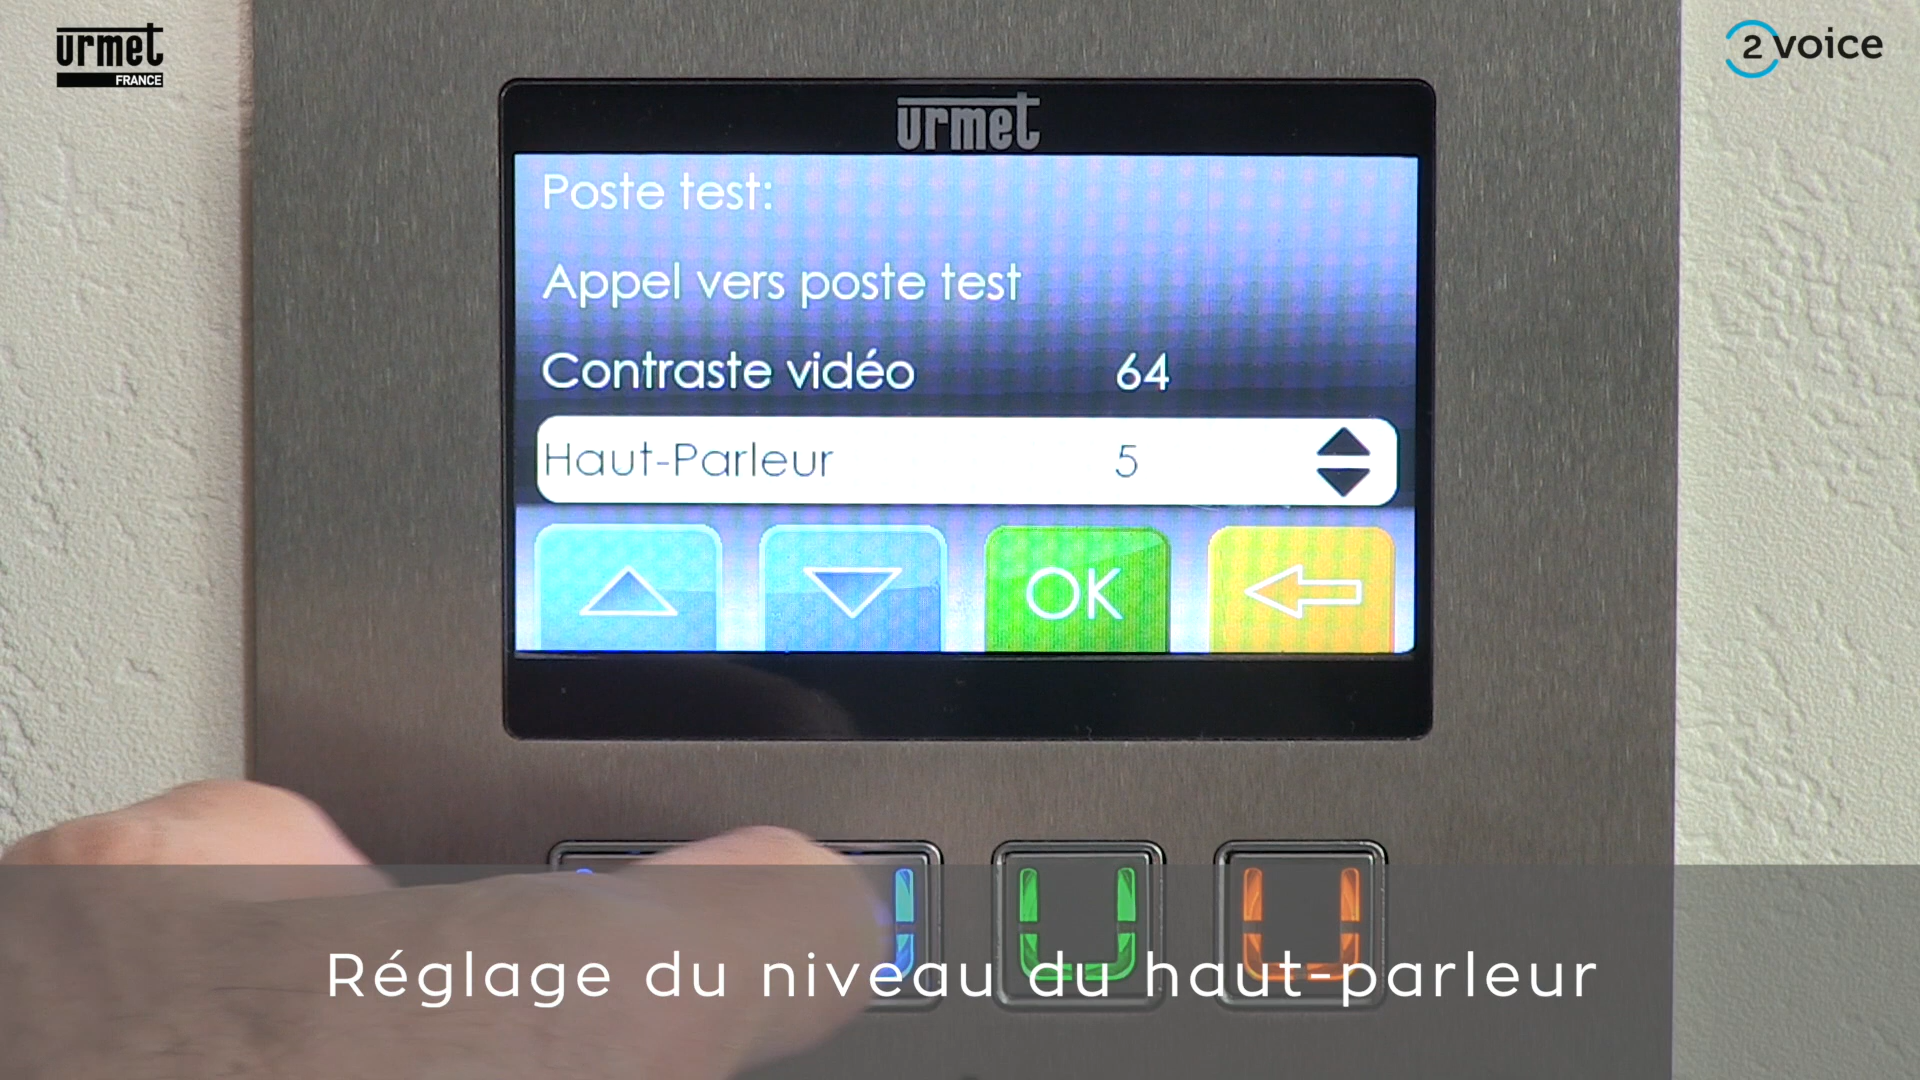 urmet
FRANCE
2voice
urmet
Poste test:
Appel vers poste test
Contraste vidéo 64
Haut-Parleur 5
OK
Réglage du niveau du haut-parleur